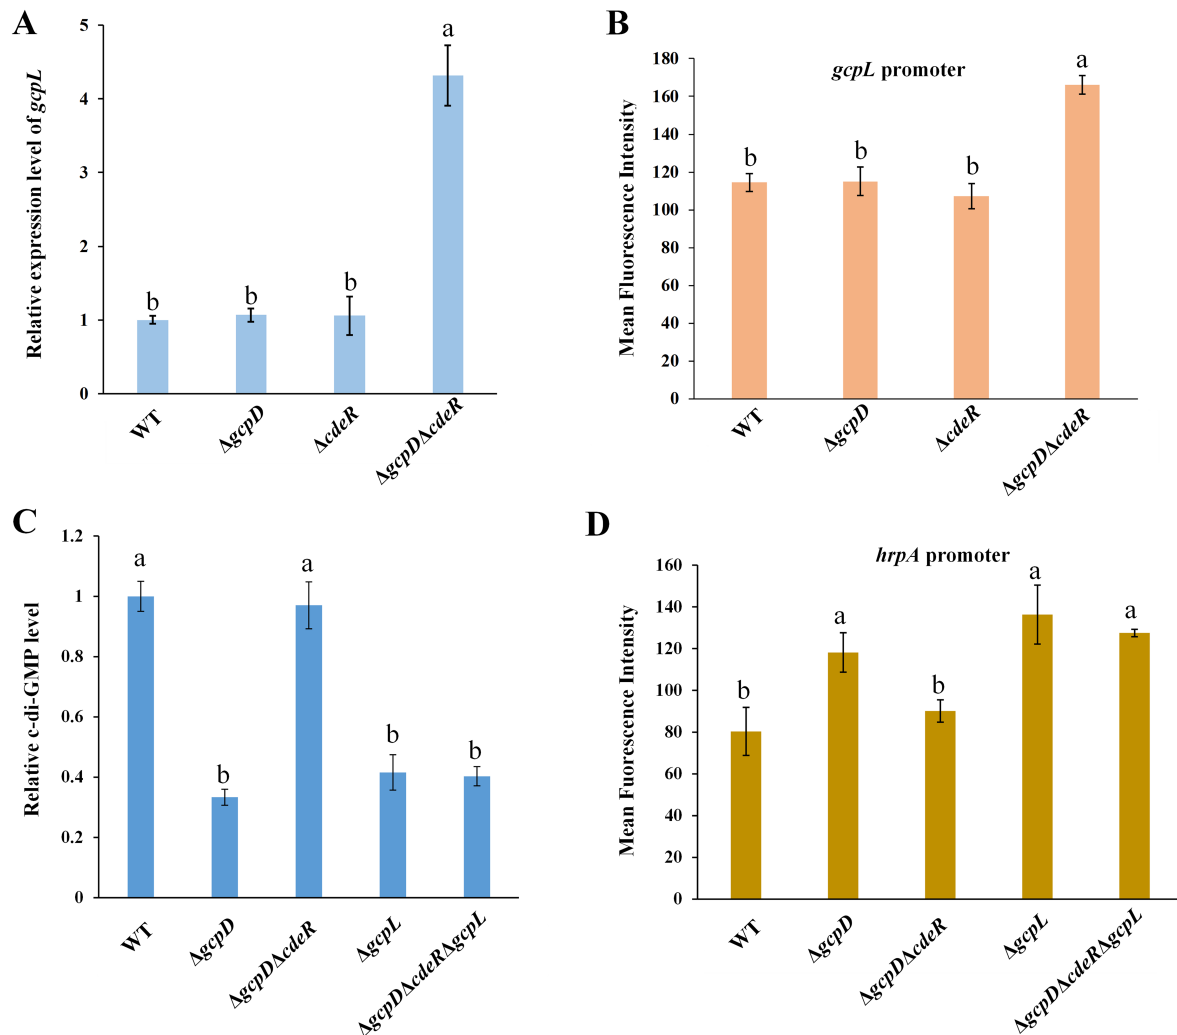 A
Relative expression level of gcpL
5
4
3
2
1
0
b
b
b
a
WT
ΔgcpD
ΔcdeR
ΔgcpDΔcdeR
B
gcpL promoter
Mean Fluorescence Intensity
180
160
140
120
100
80
60
40
20
0
b
b
b
a
WT
ΔgcpD
ΔcdeR
ΔgcpDΔcdeR
C
Relative c-di-GMP level
1.2
1
0.8
0.6
0.4
0.2
0
a
b
a
b
b
WT
ΔgcpD
ΔgcpDΔcdeR
ΔgcpL
ΔgcpDΔcdeRΔgcpL
D
hrpA promoter
Mean Fuorescence Intensity
160
140
120
100
80
60
40
20
0
b
a
b
a
a
WT
ΔgcpD
ΔgcpDΔcdeR
ΔgcpL
ΔgcpDΔcdeRΔgcpL